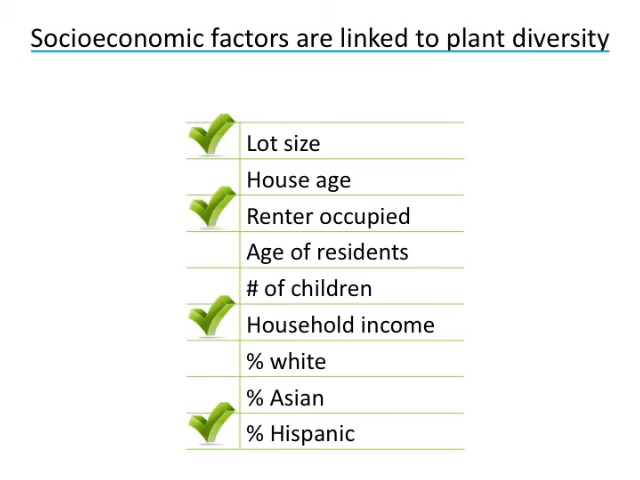 Socioeconomic factors are linked to plant diversity
Lot size
House age
Renter occupied
Age of residents
# of children
Household income
% white
% Asian
% Hispanic